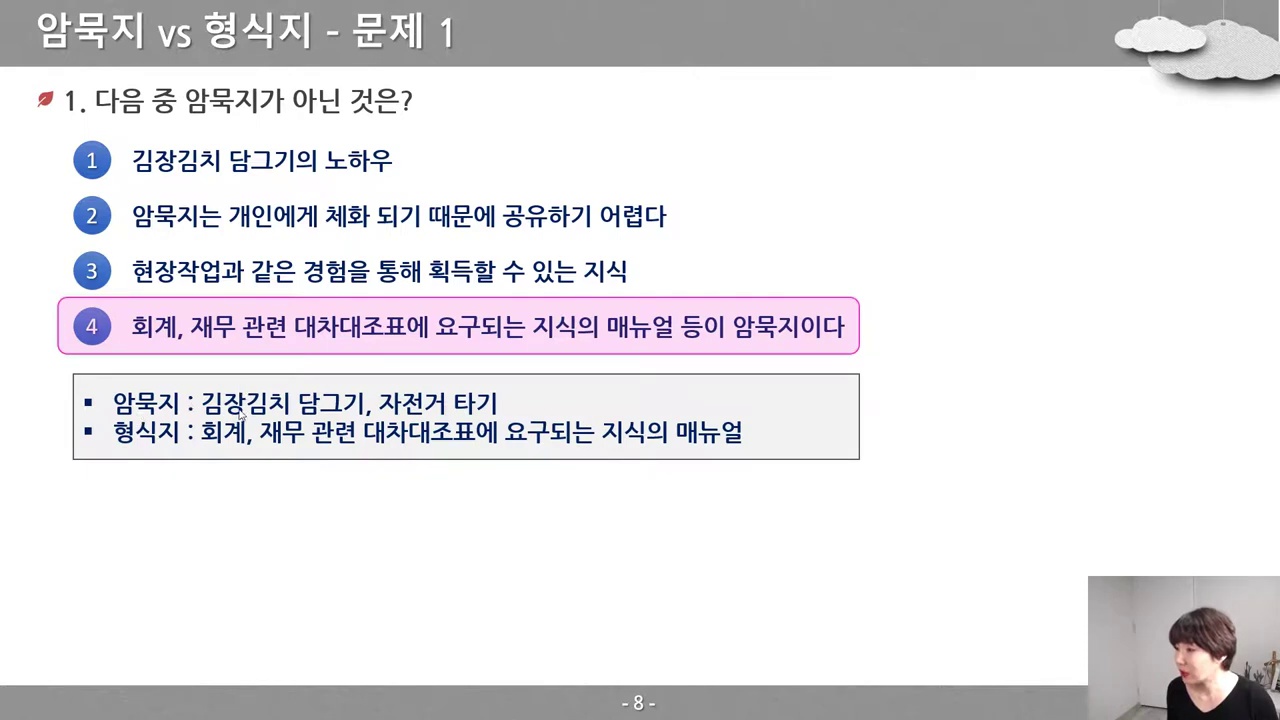 암묵지 vs 형식지 - 문제 1
1. 다음 중 암묵지가 아닌 것은?
1 김장김치 담그기의 노하우
2 암묵지는 개인에게 체화 되기 때문에 공유하기 어렵다
3 현장작업과 같은 경험을 통해 획득할 수 있는 지식
4 회계, 재무 관련 대차대조표에 요구되는 지식의 매뉴얼 등이 암묵지이다
▪ 암묵지 : 김장김치 담그기, 자전거 타기
▪ 형식지 : 회계, 재무 관련 대차대조표에 요구되는 지식의 매뉴얼
- 8 -